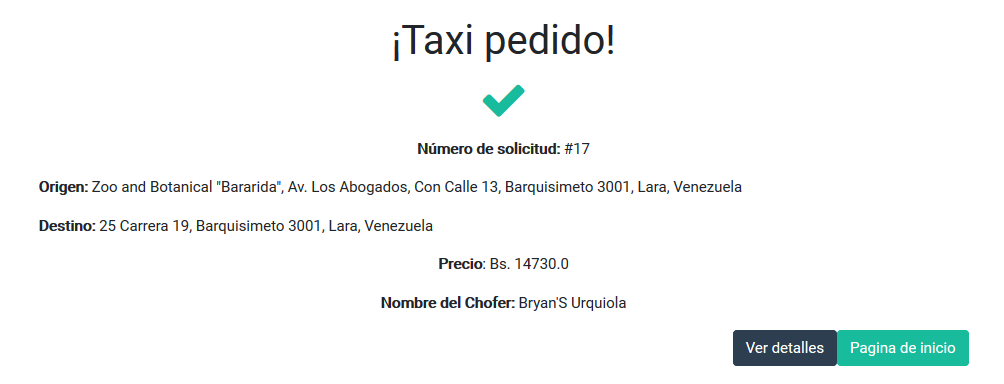 ¡Taxi pedido!
Número de solicitud: #17
Origen: Zoo and Botanical "Bararida", Av. Los Abogados, Con Calle 13, Barquisimeto 3001, Lara, Venezuela
Destino: 25 Carrera 19, Barquisimeto 3001, Lara, Venezuela
Precio: Bs. 14730.0
Nombre del Chofer: Bryan'S Urquiola
Ver detalles Pagina de inicio